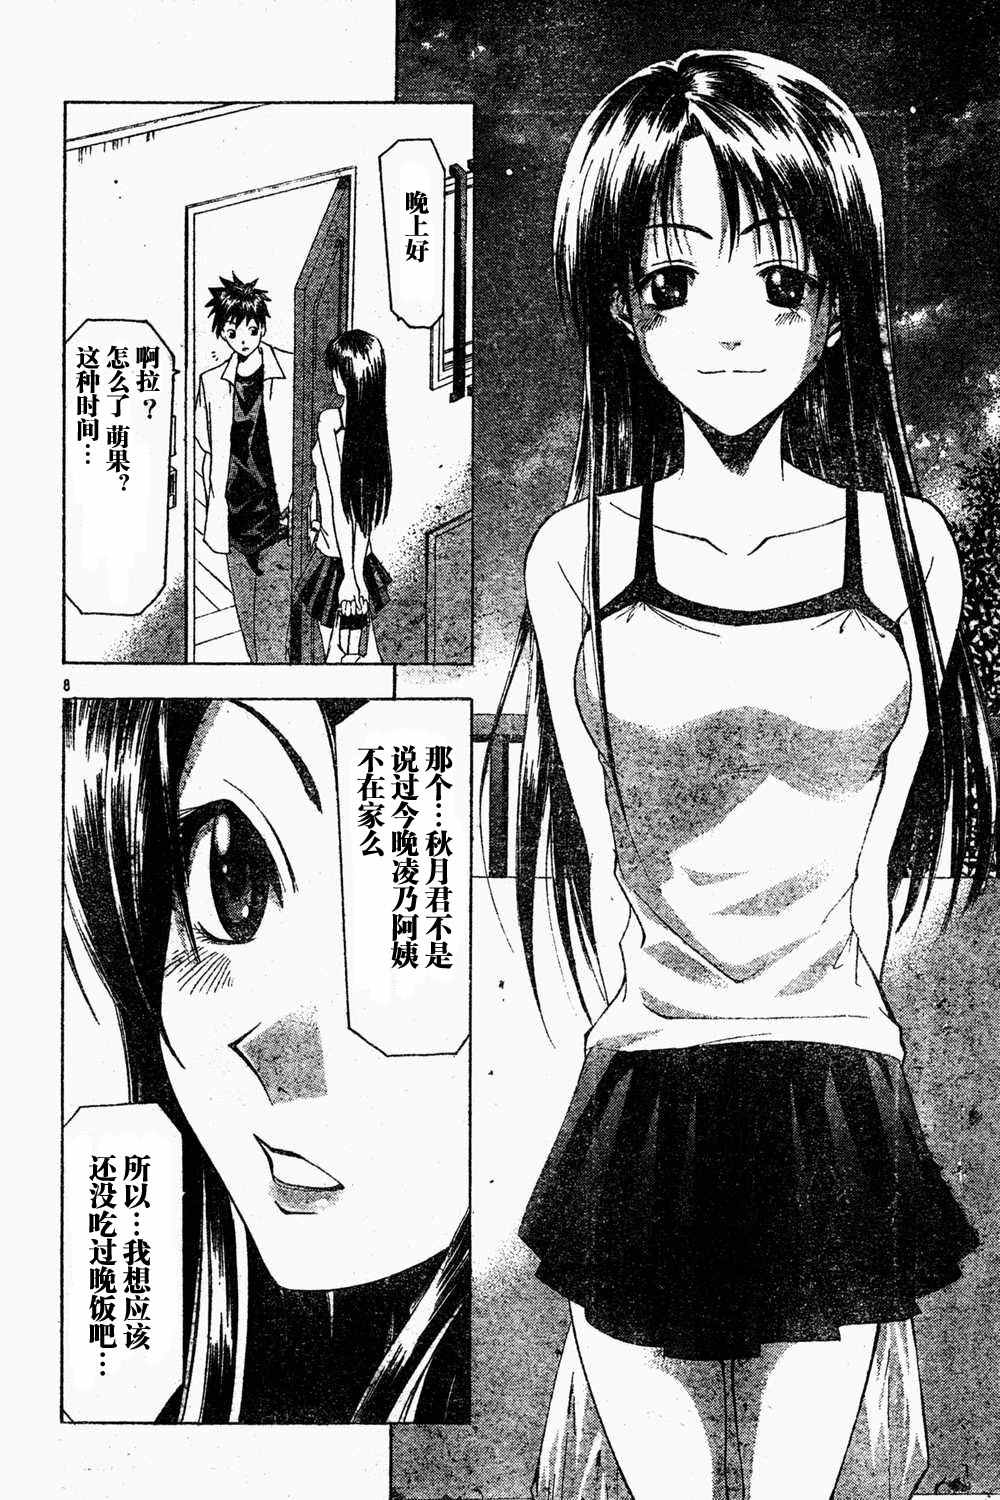 晚上好
啊拉？
怎么了 萌果？
这种时间…
8
那个…秋月君不是
说过今晚凌乃阿姨
不在家么
所以…我想应该
还没吃过晚饭吧…